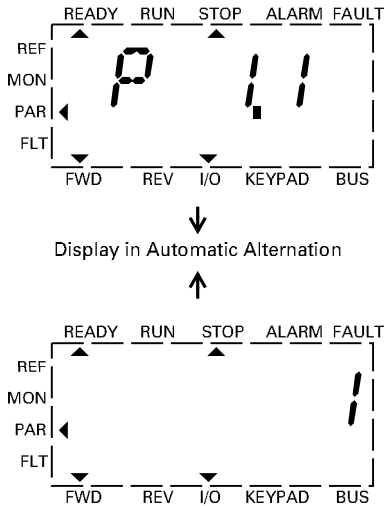 READY RUN STOP ALARM FAULT
REF
MON
PAR
FLT
P 1.1
FWD REV I/O KEYPAD BUS
Display in Automatic Alternation
READY RUN STOP ALARM FAULT
REF
MON
PAR
FLT
1
FWD REV I/O KEYPAD BUS